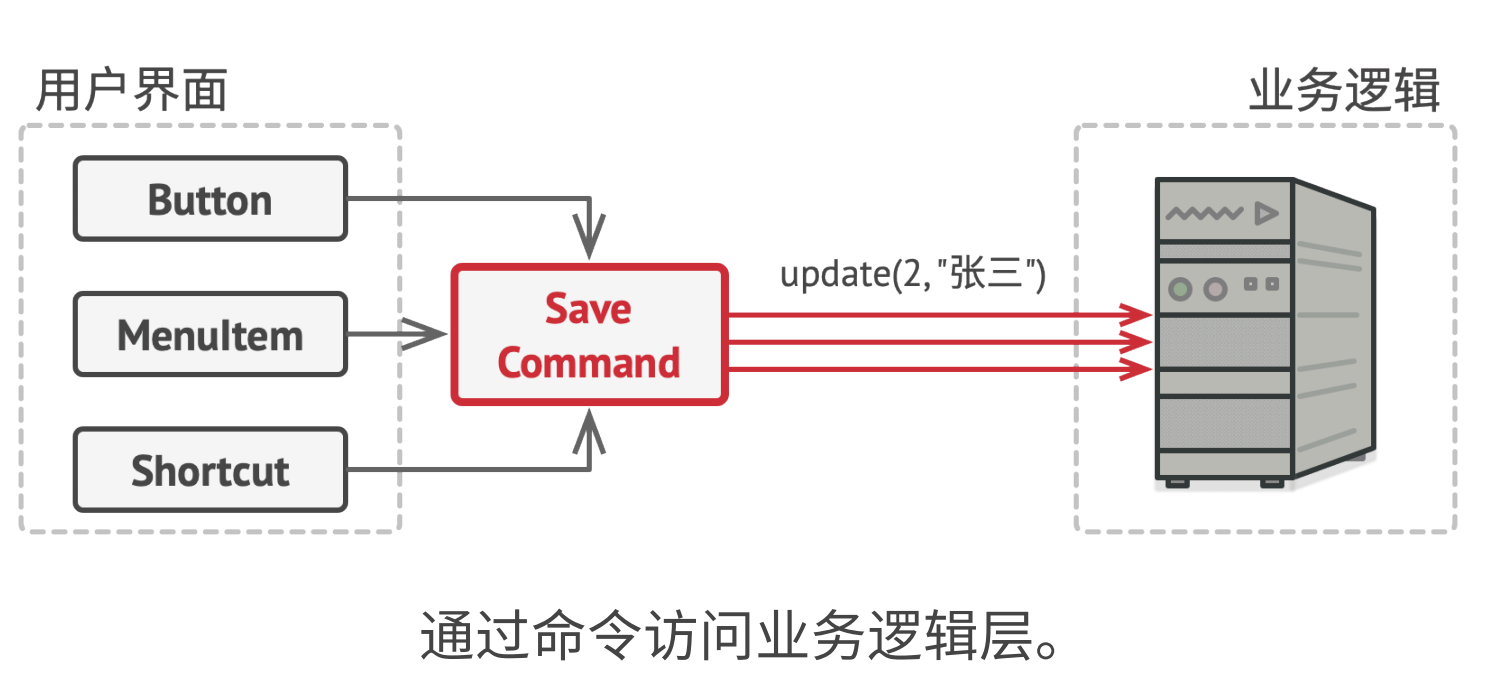 用户界面
业务逻辑
Button
update(2, "张三")
Save
Command
MenuItem
Shortcut
通过命令访问业务逻辑层。